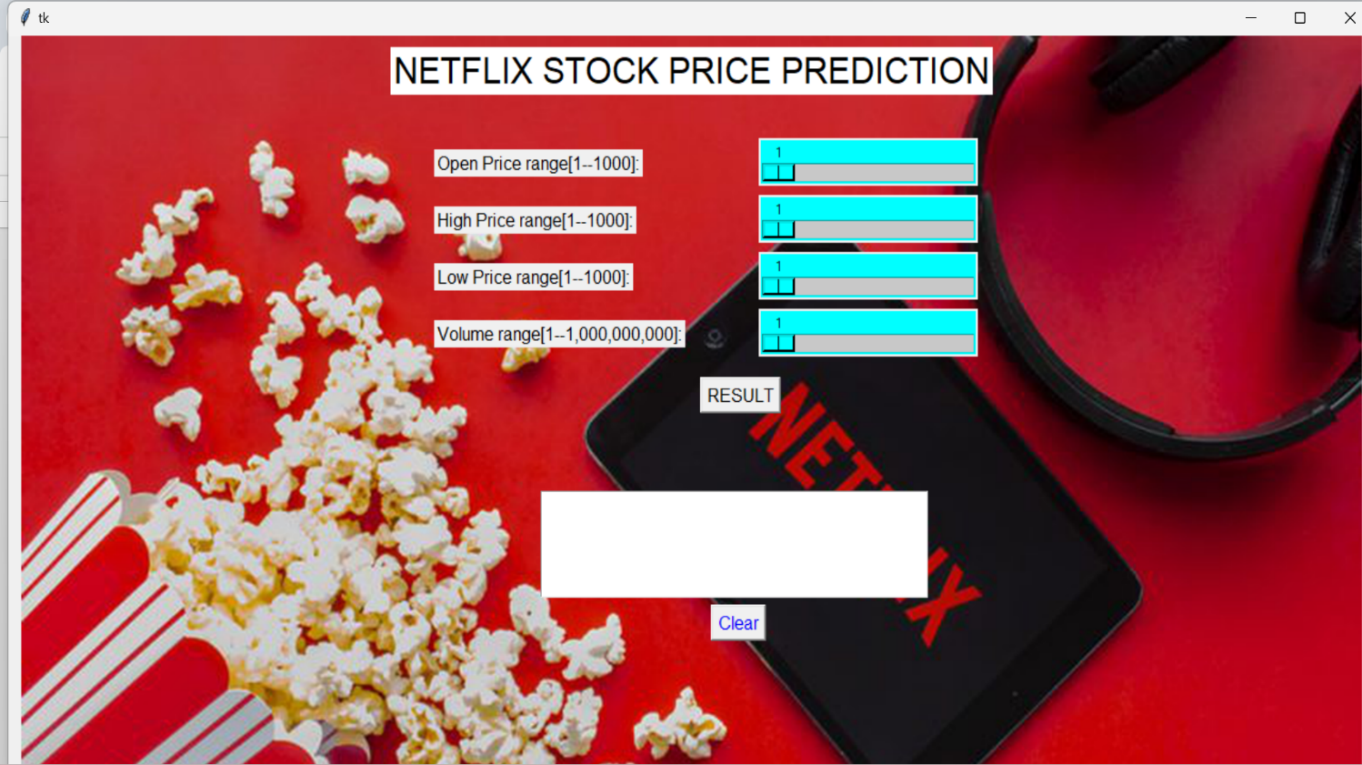 tk
NETFLIX STOCK PRICE PREDICTION
Open Price range[1--1000]:
1
High Price range[1--1000]:
1
Low Price range[1--1000]:
1
Volume range[1--1,000,000,000]:
1
RESULT
NETFLIX
Clear